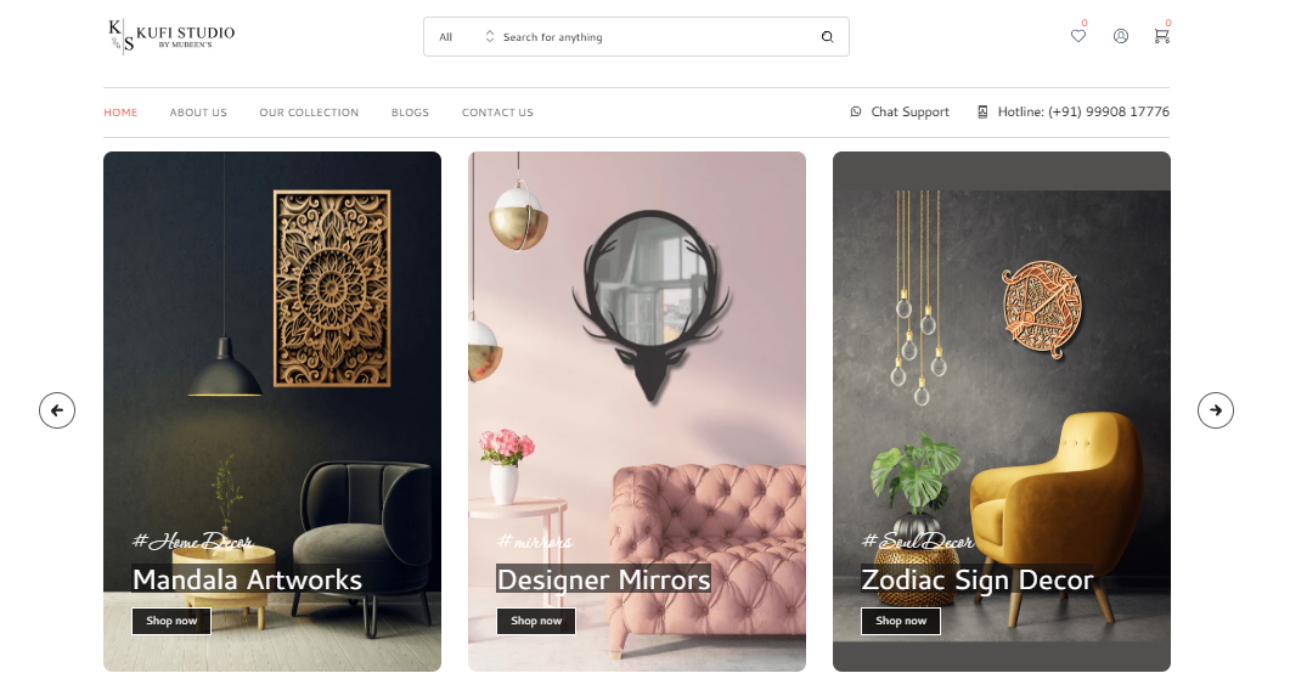 K
S KUFI STUDIO
BY MUBEEN'S
All
Search for anything
0
0
HOME
ABOUT US
OUR COLLECTION
BLOGS
CONTACT US
Chat Support
Hotline: (+91) 99908 17776
#HomeDecor
Mandala Artworks
Shop now
#mirrors
Designer Mirrors
Shop now
#SoulDecor
Zodiac Sign Decor
Shop now